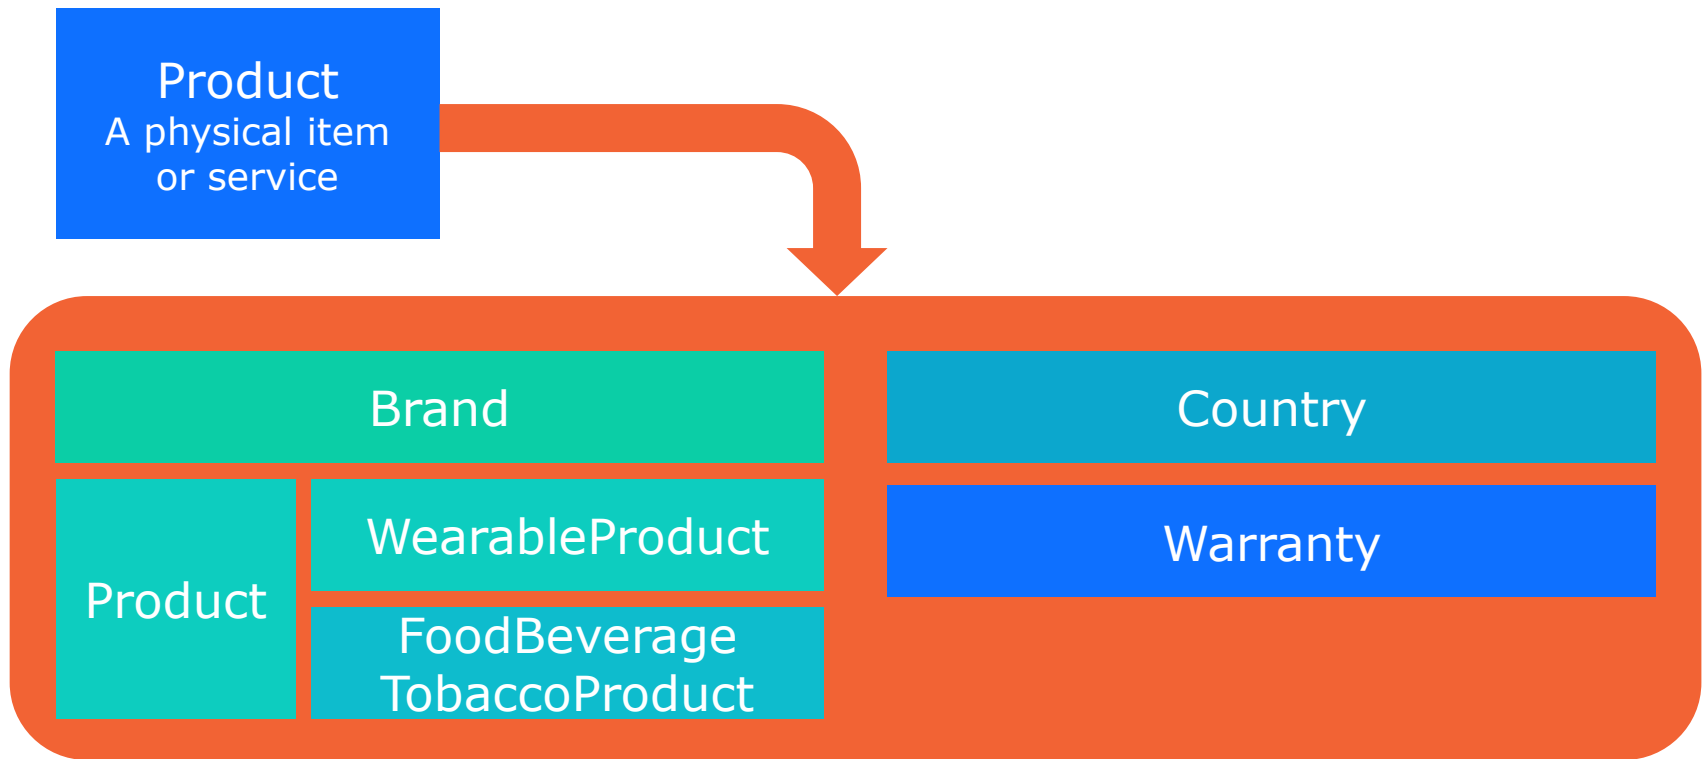 Product
A physical item
or service
Brand
Country
Product
WearableProduct
FoodBeverage
TobaccoProduct
Warranty